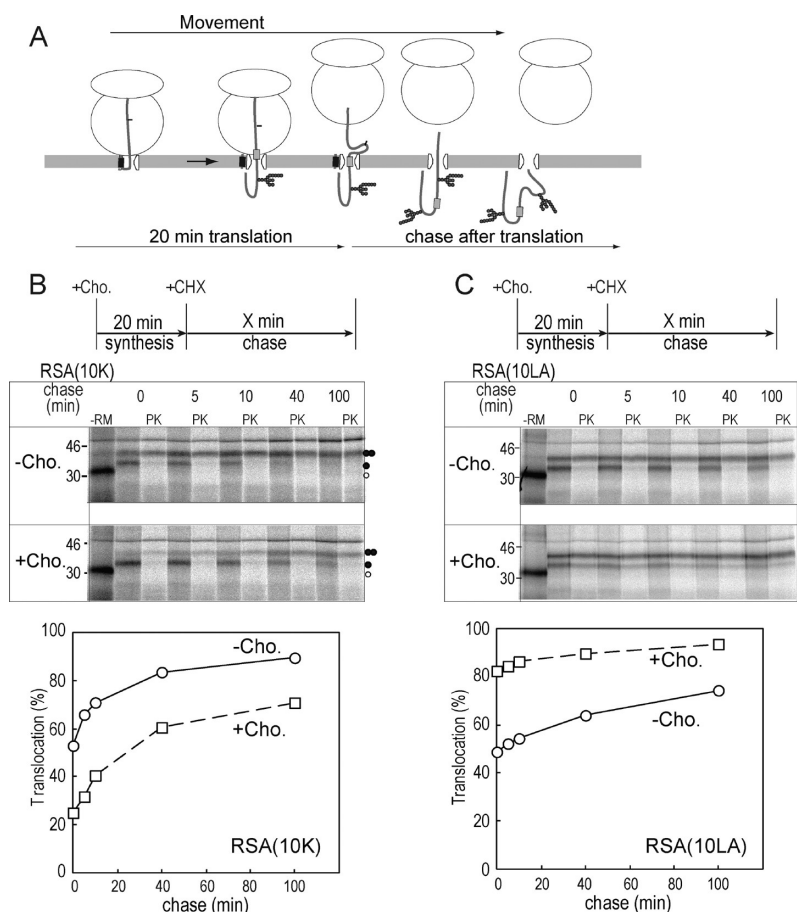 A
Movement
20 min translation
chase after translation
B
+Cho.
+CHX
20 min
synthesis
X min
chase
RSA(10K)
chase
(min)
0
5
10
40
100
-RM
PK
PK
PK
PK
PK
-Cho.
46
30
+Cho.
46
30
Translocation (%)
100
80
60
40
20
0
-Cho.
+Cho.
RSA(10K)
0
20
40
60
80
100
chase (min)
C
+Cho.
+CHX
20 min
synthesis
X min
chase
RSA(10LA)
chase
(min)
0
5
10
40
100
-RM
PK
PK
PK
PK
PK
-Cho.
46
30
+Cho.
46
30
Translocation (%)
100
80
60
40
20
0
+Cho.
-Cho.
RSA(10LA)
0
20
40
60
80
100
chase (min)